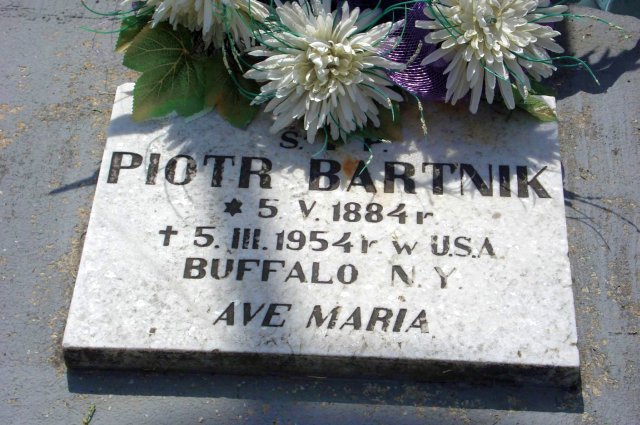 Ś.
PIOTR BARTNIK
* 5. V. 1884 r.
† 5. III. 1954 r. w U.S.A.
BUFFALO N.Y.
AVE MARIA